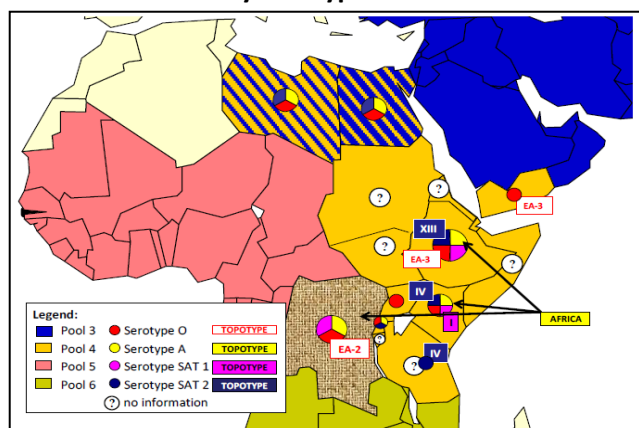 ?
?
EA-3
XIII
?
EA-3
?
IV
I
AFRICA
EA-2
?
IV
?
Legend:
Pool 3
Serotype O
TOPOTYPE
Pool 4
Serotype A
TOPOTYPE
Pool 5
Serotype SAT 1
TOPOTYPE
Pool 6
Serotype SAT 2
TOPOTYPE
? no information